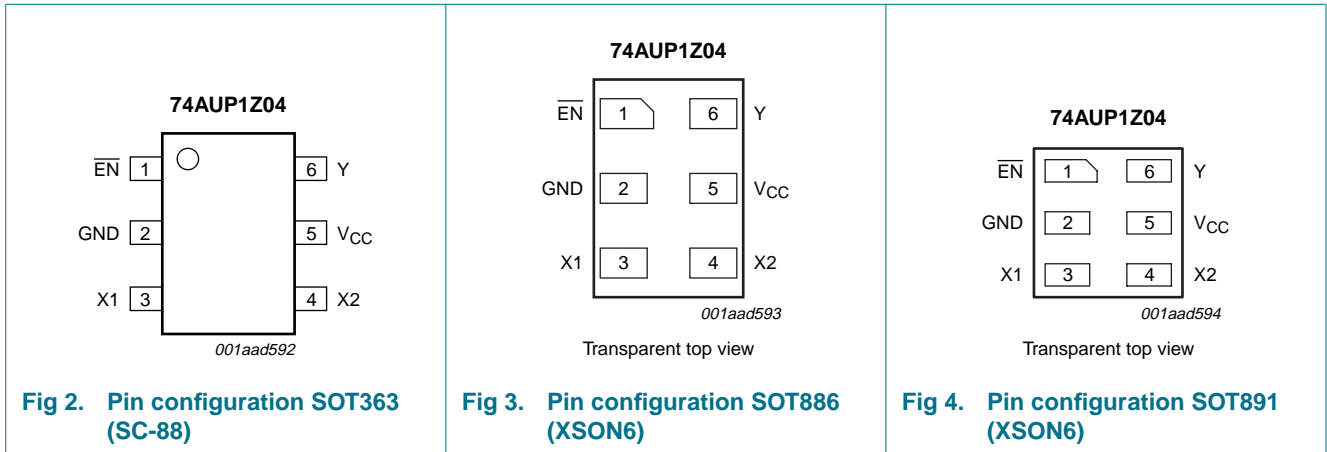 74AUP1Z04
EN 1 6 Y
GND 2 5 VCC
X1 3 4 X2
001aad592
Fig 2. Pin configuration SOT363
(SC-88)
74AUP1Z04
EN 1 6 Y
GND 2 5 VCC
X1 3 4 X2
001aad593
Transparent top view
Fig 3. Pin configuration SOT886
(XSON6)
74AUP1Z04
EN 1 6 Y
GND 2 5 VCC
X1 3 4 X2
001aad594
Transparent top view
Fig 4. Pin configuration SOT891
(XSON6)